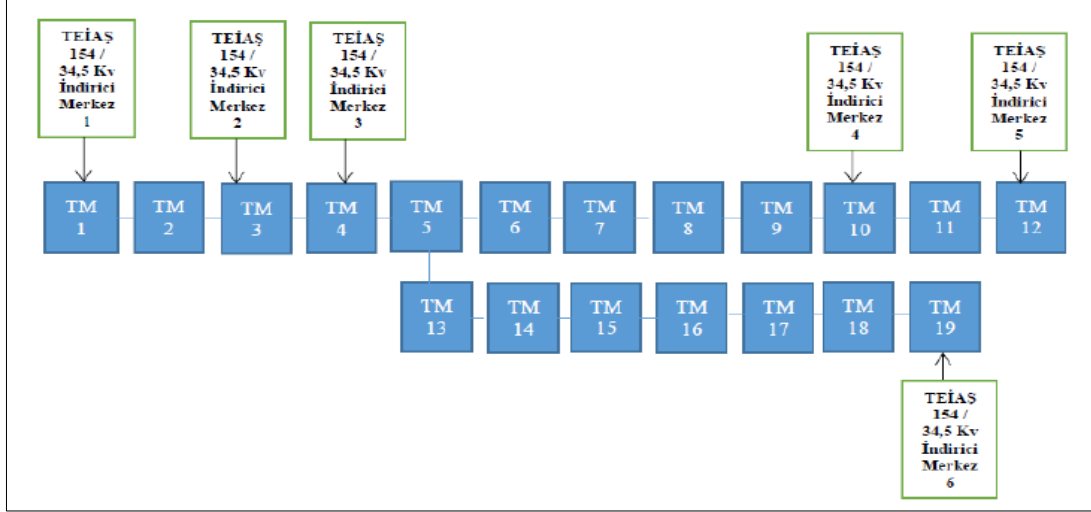 TEİAŞ
154 /
34,5 Kv
İndirici
Merkez
1
TEİAŞ
154 /
34,5 Kv
İndirici
Merkez
2
TEİAŞ
154 /
34,5 Kv
İndirici
Merkez
3
TEİAŞ
154 /
34,5 Kv
İndirici
Merkez
4
TEİAŞ
154 /
34,5 Kv
İndirici
Merkez
5
TM
1
TM
2
TM
3
TM
4
TM
5
TM
6
TM
7
TM
8
TM
9
TM
10
TM
11
TM
12
TM
13
TM
14
TM
15
TM
16
TM
17
TM
18
TM
19
TEİAŞ
154 /
34,5 Kv
İndirici
Merkez
6